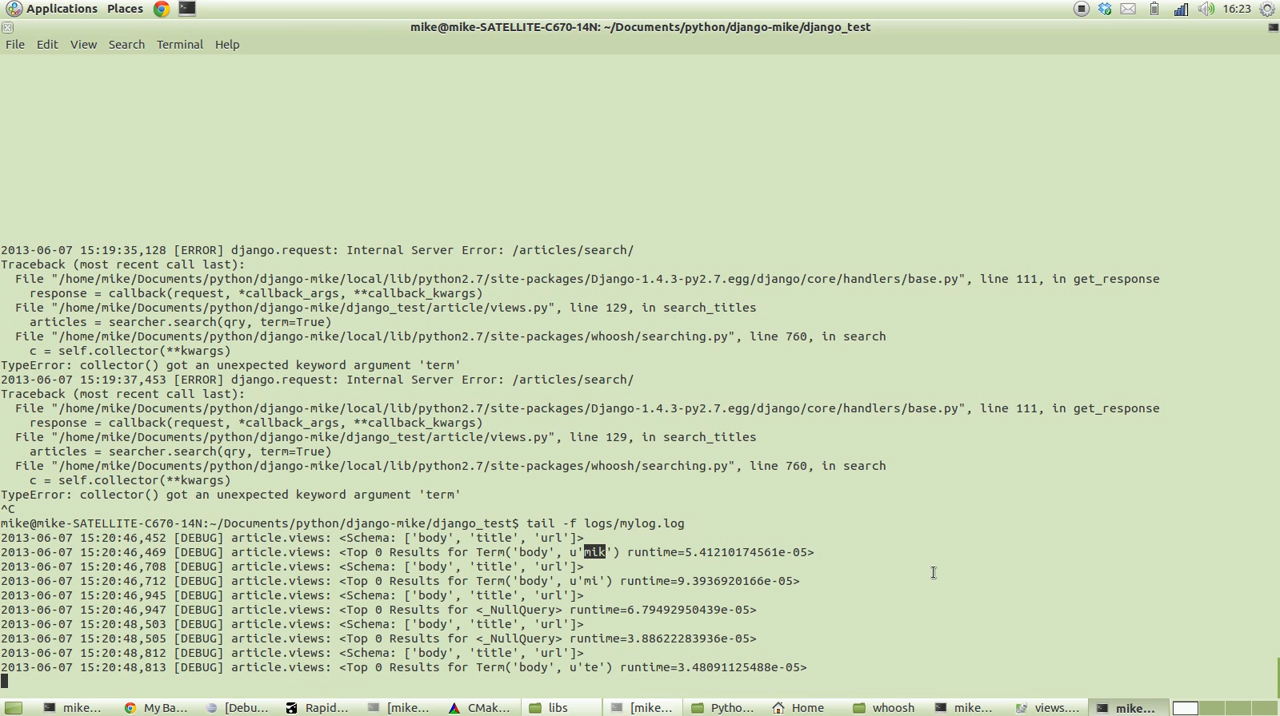 Applications Places 16:23
mike@mike-SATELLITE-C670-14N: ~/Documents/python/django-mike/django_test
File Edit View Search Terminal Help
2013-06-07 15:19:35,128 [ERROR] django.request: Internal Server Error: /articles/search/
Traceback (most recent call last):
File "/home/mike/Documents/python/django-mike/local/lib/python2.7/site-packages/Django-1.4.3-py2.7.egg/django/core/handlers/base.py", line 111, in get_response
response = callback(request, *callback_args, **callback_kwargs)
File "/home/mike/Documents/python/django-mike/django_test/article/views.py", line 129, in search_titles
articles = searcher.search(qry, term=True)
File "/home/mike/Documents/python/django-mike/local/lib/python2.7/site-packages/whoosh/searching.py", line 760, in search
c = self.collector(**kwargs)
TypeError: collector() got an unexpected keyword argument 'term'
2013-06-07 15:19:37,453 [ERROR] django.request: Internal Server Error: /articles/search/
Traceback (most recent call last):
File "/home/mike/Documents/python/django-mike/local/lib/python2.7/site-packages/Django-1.4.3-py2.7.egg/django/core/handlers/base.py", line 111, in get_response
response = callback(request, *callback_args, **callback_kwargs)
File "/home/mike/Documents/python/django-mike/django_test/article/views.py", line 129, in search_titles
articles = searcher.search(qry, term=True)
File "/home/mike/Documents/python/django-mike/local/lib/python2.7/site-packages/whoosh/searching.py", line 760, in search
c = self.collector(**kwargs)
TypeError: collector() got an unexpected keyword argument 'term'
^C
mike@mike-SATELLITE-C670-14N:~/Documents/python/django-mike/django_test$ tail -f logs/mylog.log
2013-06-07 15:20:46,452 [DEBUG] article.views: <Schema: ['body', 'title', 'url']>
2013-06-07 15:20:46,469 [DEBUG] article.views: <Top 0 Results for Term('body', u'mik') runtime=5.41210174561e-05>
2013-06-07 15:20:46,708 [DEBUG] article.views: <Schema: ['body', 'title', 'url']>
2013-06-07 15:20:46,712 [DEBUG] article.views: <Top 0 Results for Term('body', u'mi') runtime=9.3936920166e-05>
2013-06-07 15:20:46,945 [DEBUG] article.views: <Schema: ['body', 'title', 'url']>
2013-06-07 15:20:46,947 [DEBUG] article.views: <Top 0 Results for <_NullQuery> runtime=6.79492950439e-05>
2013-06-07 15:20:48,503 [DEBUG] article.views: <Schema: ['body', 'title', 'url']>
2013-06-07 15:20:48,505 [DEBUG] article.views: <Top 0 Results for <_NullQuery> runtime=3.88622283936e-05>
2013-06-07 15:20:48,812 [DEBUG] article.views: <Schema: ['body', 'title', 'url']>
2013-06-07 15:20:48,813 [DEBUG] article.views: <Top 0 Results for Term('body', u'te') runtime=3.48091125488e-05>
mike... My Ba... [Debu... Rapid... [mike... CMak... libs [mike... Pytho... Home whoosh mike... views.... mike...